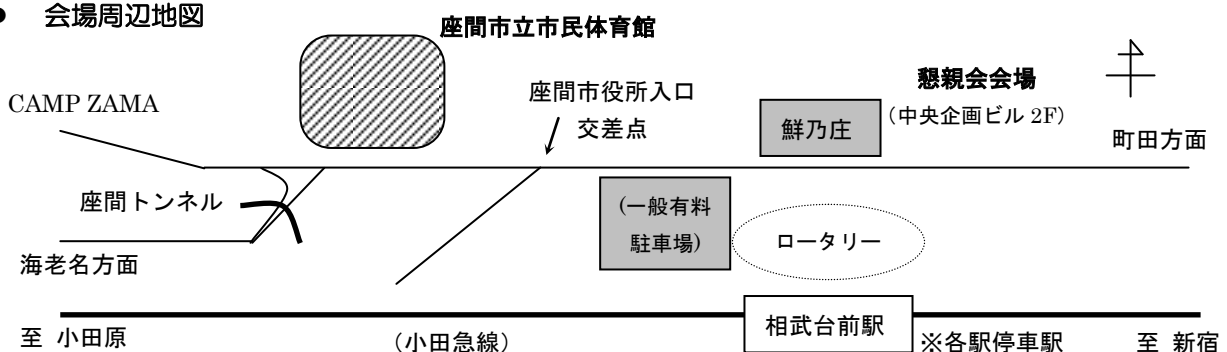 ● 会場周辺地図
座間市立市民体育館
CAMP ZAMA
座間市役所入口
交差点
懇親会会場
鮮乃庄
（中央企画ビル 2F）
町田方面
座間トンネル
(一般有料
駐車場)
ロータリー
海老名方面
至 小田原
（小田急線）
相武台前駅
※各駅停車駅
至 新宿